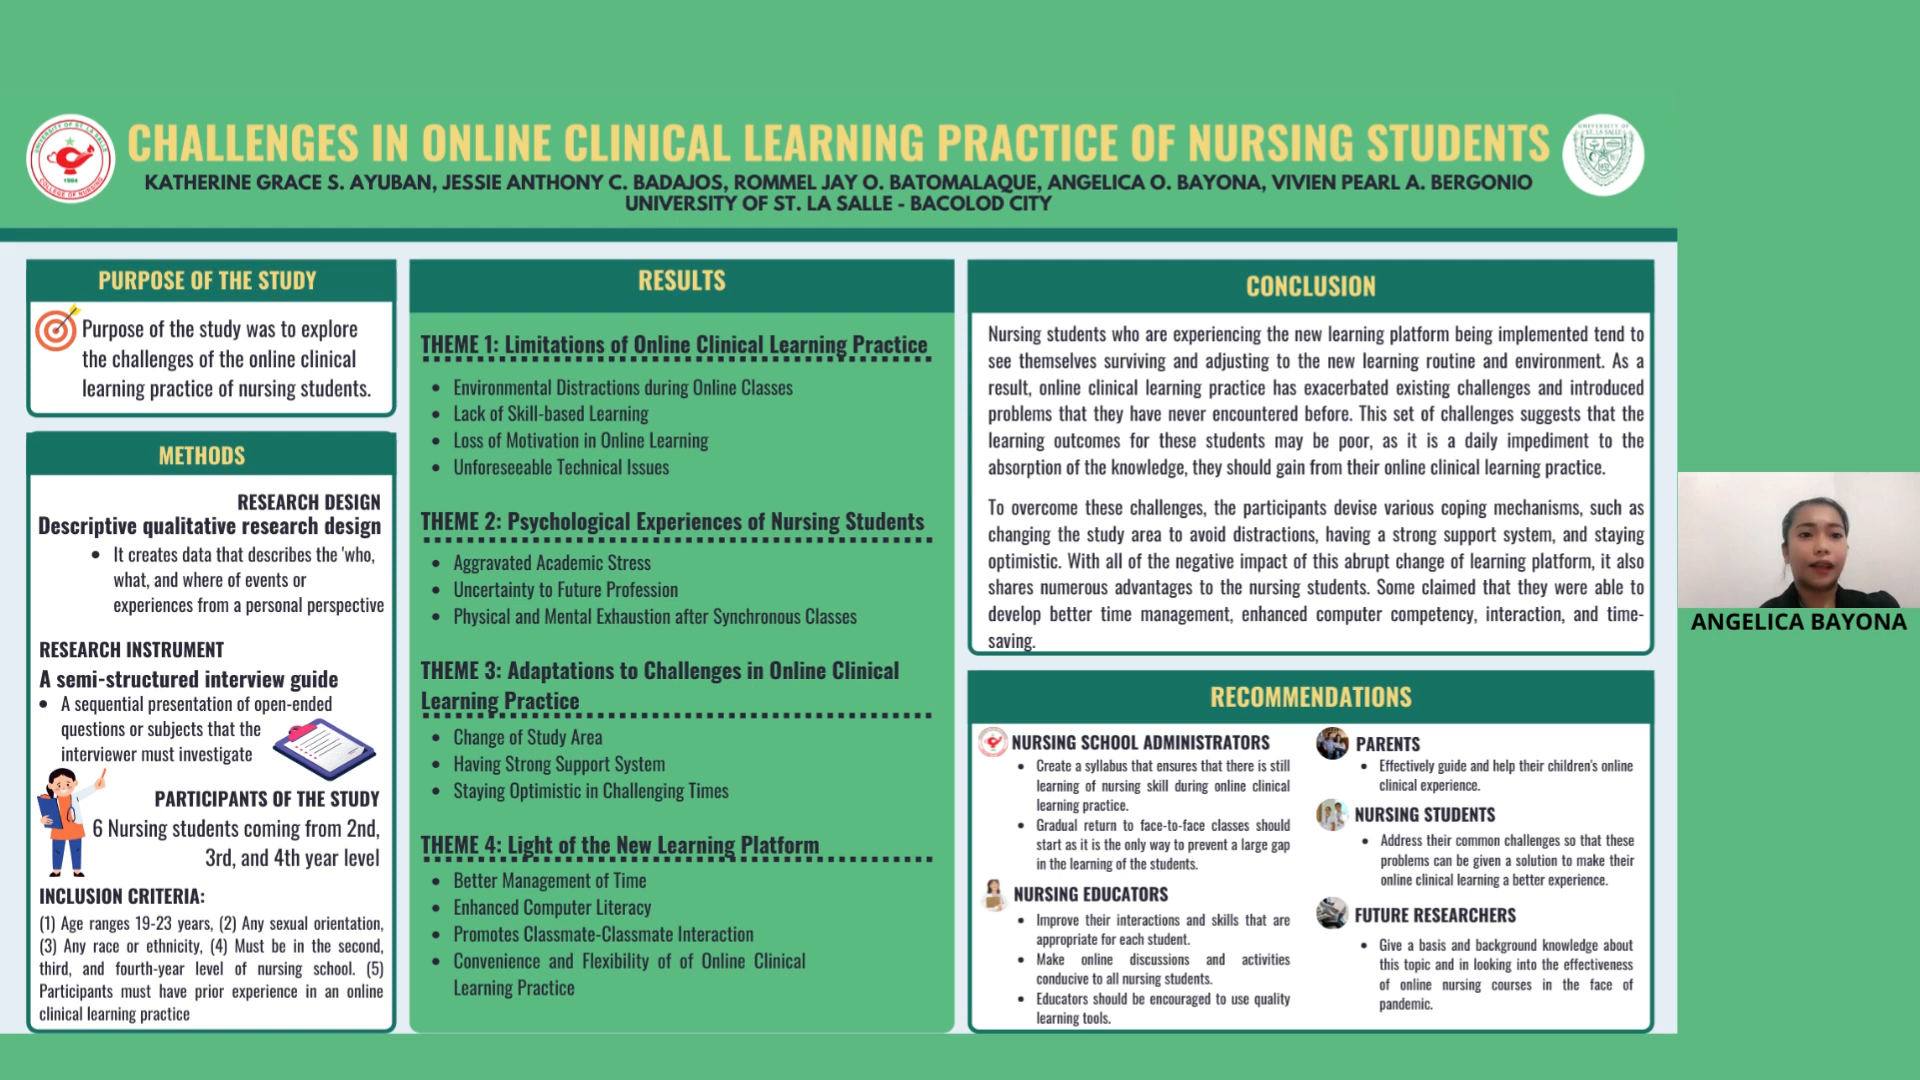 CHALLENGES IN ONLINE CLINICAL LEARNING PRACTICE OF NURSING STUDENTS
KATHERINE GRACE S. AYUBAN, JESSIE ANTHONY C. BADAJOS, ROMMEL JAY O. BATOMALAQUE, ANGELICA O. BAYONA, VIVIEN PEARL A. BERGONIO
UNIVERSITY OF ST. LA SALLE - BACOLOD CITY
UNIVERSITY OF ST. LA SALLE
COLLEGE OF NURSING
PURPOSE OF THE STUDY
Purpose of the study was to explore
the challenges of the online clinical
learning practice of nursing students.
METHODS
RESEARCH DESIGN
Descriptive qualitative research design
• It creates data that describes the 'who,
what, and where of events or
experiences from a personal perspective
RESEARCH INSTRUMENT
A semi-structured interview guide
• A sequential presentation of open-ended
questions or subjects that the
interviewer must investigate
PARTICIPANTS OF THE STUDY
6 Nursing students coming from 2nd,
3rd, and 4th year level
INCLUSION CRITERIA:
(1) Age ranges 19-23 years, (2) Any sexual orientation,
(3) Any race or ethnicity, (4) Must be in the second,
third, and fourth-year level of nursing school. (5)
Participants must have prior experience in an online
clinical learning practice
RESULTS
THEME 1: Limitations of Online Clinical Learning Practice
• Environmental Distractions during Online Classes
• Lack of Skill-based Learning
• Loss of Motivation in Online Learning
• Unforeseeable Technical Issues
THEME 2: Psychological Experiences of Nursing Students
• Aggravated Academic Stress
• Uncertainty to Future Profession
• Physical and Mental Exhaustion after Synchronous Classes
THEME 3: Adaptations to Challenges in Online Clinical
Learning Practice
• Change of Study Area
• Having Strong Support System
• Staying Optimistic in Challenging Times
THEME 4: Light of the New Learning Platform
• Better Management of Time
• Enhanced Computer Literacy
• Promotes Classmate-Classmate Interaction
• Convenience and Flexibility of of Online Clinical
Learning Practice
CONCLUSION
Nursing students who are experiencing the new learning platform being implemented tend to
see themselves surviving and adjusting to the new learning routine and environment. As a
result, online clinical learning practice has exacerbated existing challenges and introduced
problems that they have never encountered before. This set of challenges suggests that the
learning outcomes for these students may be poor, as it is a daily impediment to the
absorption of the knowledge, they should gain from their online clinical learning practice.
To overcome these challenges, the participants devise various coping mechanisms, such as
changing the study area to avoid distractions, having a strong support system, and staying
optimistic. With all of the negative impact of this abrupt change of learning platform, it also
shares numerous advantages to the nursing students. Some claimed that they were able to
develop better time management, enhanced computer competency, interaction, and time-
saving.
RECOMMENDATIONS
NURSING SCHOOL ADMINISTRATORS
• Create a syllabus that ensures that there is still
learning of nursing skill during online clinical
learning practice.
• Gradual return to face-to-face classes should
start as it is the only way to prevent a large gap
in the learning of the students.
NURSING EDUCATORS
• Improve their interactions and skills that are
appropriate for each student.
• Make online discussions and activities
conducive to all nursing students.
• Educators should be encouraged to use quality
learning tools.
PARENTS
• Effectively guide and help their children's online
clinical experience.
NURSING STUDENTS
• Address their common challenges so that these
problems can be given a solution to make their
online clinical learning a better experience.
FUTURE RESEARCHERS
• Give a basis and background knowledge about
this topic and in looking into the effectiveness
of online nursing courses in the face of
pandemic.
ANGELICA BAYONA